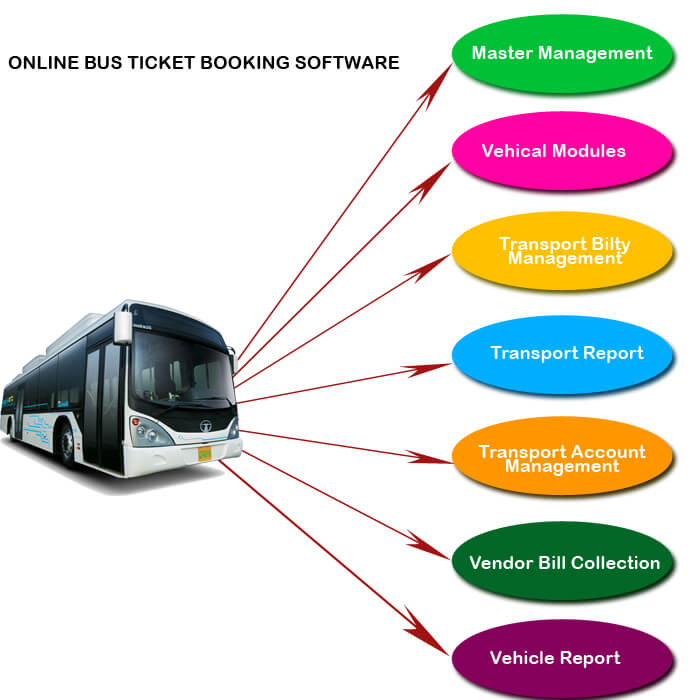 ONLINE BUS TICKET BOOKING SOFTWARE
Master Management
Vehical Modules
Transport Bilty
Management
Transport Report
Transport Account
Management
Vendor Bill Collection
Vehicle Report